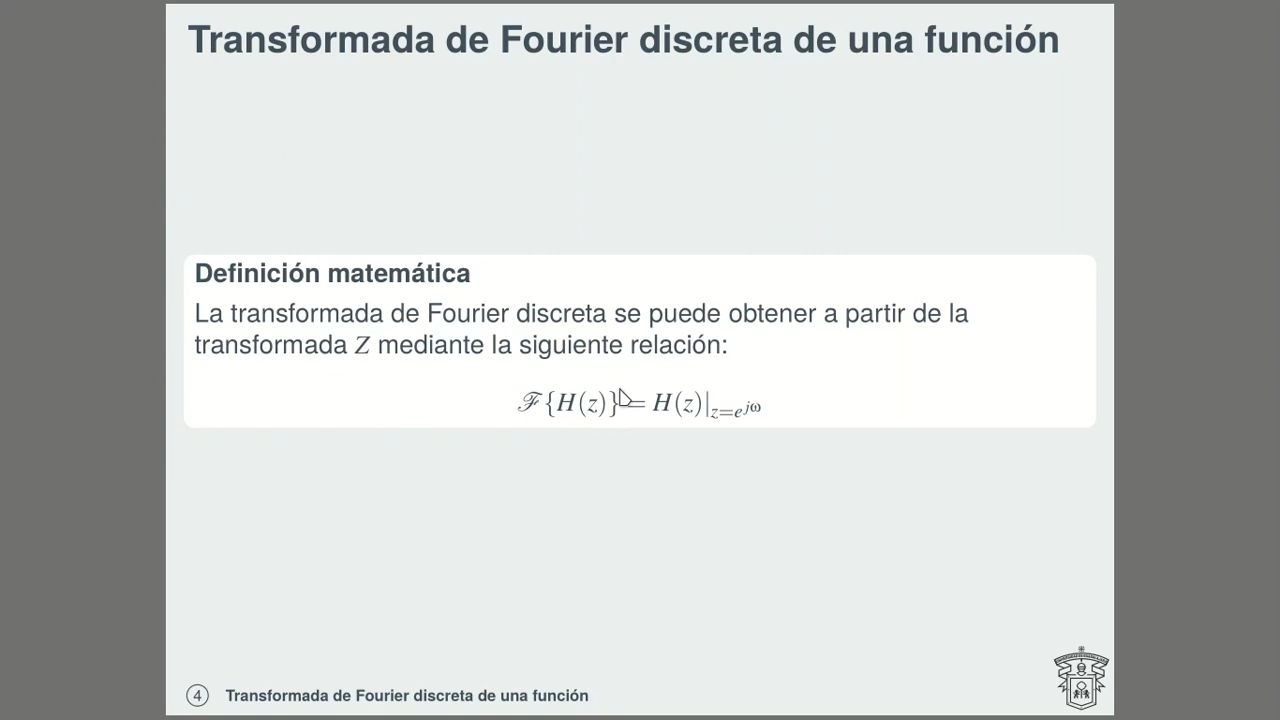 Transformada de Fourier discreta de una función
Definición matemática
La transformada de Fourier discreta se puede obtener a partir de la
transformada Z mediante la siguiente relación:
ℱ{H(z)} = H(z)|_{z=e^{jω}}
4 Transformada de Fourier discreta de una función